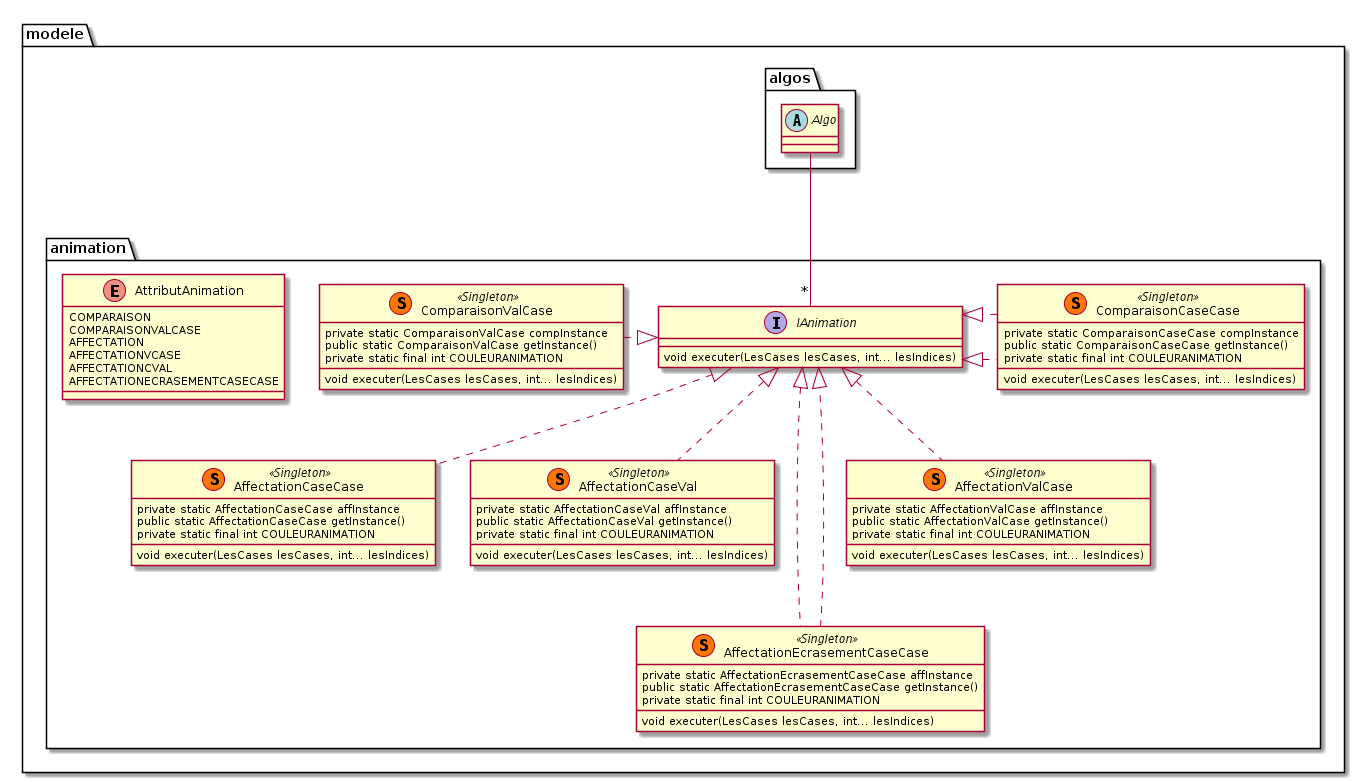 modele
algos
A Algo
animation
*
E AttributAnimation
COMPARAISON
COMPARAISONVALCASE
AFFECTATION
AFFECTATIONVCASE
AFFECTATIONCVAL
AFFECTATIONECRASEMENTCASECASE
«Singleton»
S ComparaisonValCase
private static ComparaisonValCase compInstance
public static ComparaisonValCase getInstance()
private static final int COULEURANIMATION
void executer(LesCases lesCases, int... lesIndices)
I IAnimation
void executer(LesCases lesCases, int... lesIndices)
«Singleton»
S ComparaisonCaseCase
private static ComparaisonCaseCase compInstance
public static ComparaisonCaseCase getInstance()
private static final int COULEURANIMATION
void executer(LesCases lesCases, int... lesIndices)
«Singleton»
S AffectationCaseCase
private static AffectationCaseCase affInstance
public static AffectationCaseCase getInstance()
private static final int COULEURANIMATION
void executer(LesCases lesCases, int... lesIndices)
«Singleton»
S AffectationCaseVal
private static AffectationCaseVal affInstance
public static AffectationCaseVal getInstance()
private static final int COULEURANIMATION
void executer(LesCases lesCases, int... lesIndices)
«Singleton»
S AffectationValCase
private static AffectationValCase affInstance
public static AffectationValCase getInstance()
private static final int COULEURANIMATION
void executer(LesCases lesCases, int... lesIndices)
«Singleton»
S AffectationEcrasementCaseCase
private static AffectationEcrasementCaseCase affInstance
public static AffectationEcrasementCaseCase getInstance()
private static final int COULEURANIMATION
void executer(LesCases lesCases, int... lesIndices)